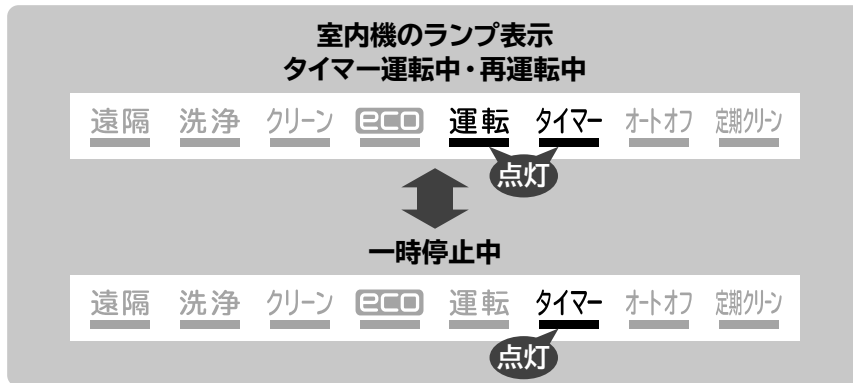 室内機のランプ表示
タイマー運転中・再運転中
遠隔 洗浄 クリーン eco 運転 タイマー オートオフ 定期クリーン
点灯
一時停止中
遠隔 洗浄 クリーン eco 運転 タイマー オートオフ 定期クリーン
点灯